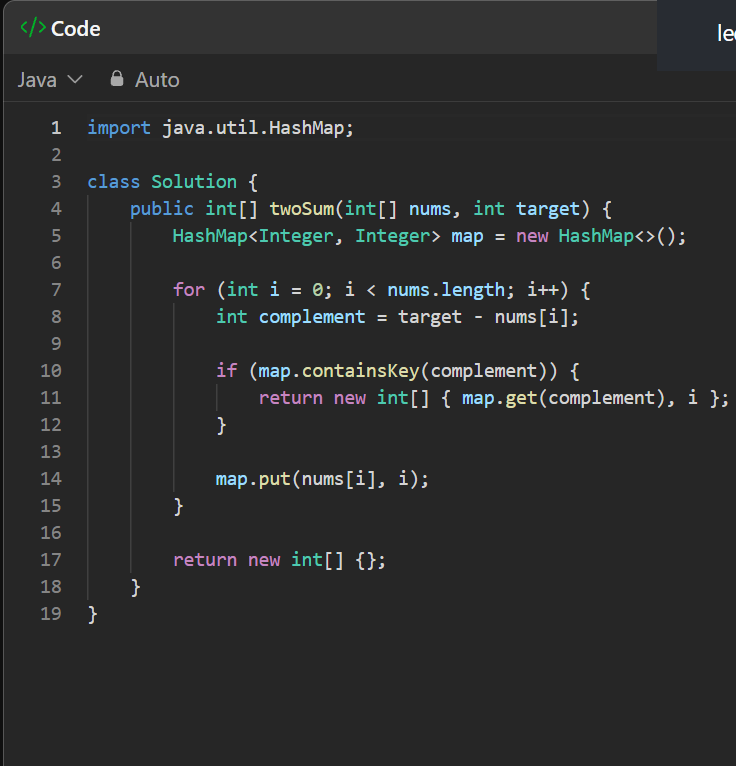 </> Code
Java Auto
1 import java.util.HashMap;
2
3 class Solution {
4     public int[] twoSum(int[] nums, int target) {
5         HashMap<Integer, Integer> map = new HashMap<>();
6
7         for (int i = 0; i < nums.length; i++) {
8             int complement = target - nums[i];
9
10             if (map.containsKey(complement)) {
11                 return new int[] { map.get(complement), i };
12             }
13
14             map.put(nums[i], i);
15         }
16
17         return new int[] {};
18     }
19 }